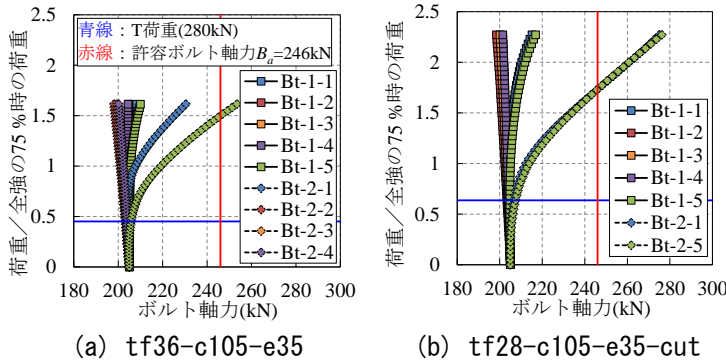 青線：T荷重(280kN)
赤線：許容ボルト軸力Ba=246kN
荷重／全強の75％時の荷重
2.5
2
1.5
1
0.5
0
Bt-1-1
Bt-1-2
Bt-1-3
Bt-1-4
Bt-1-5
Bt-2-1
Bt-2-2
Bt-2-3
Bt-2-4
180 200 220 240 260 280 300
ボルト軸力(kN)
(a) tf36-c105-e35
荷重／全強の75％時の荷重
2.5
2
1.5
1
0.5
0
Bt-1-1
Bt-1-2
Bt-1-3
Bt-1-4
Bt-1-5
Bt-2-1
Bt-2-5
180 200 220 240 260 280 300
ボルト軸力(kN)
(b) tf28-c105-e35-cut